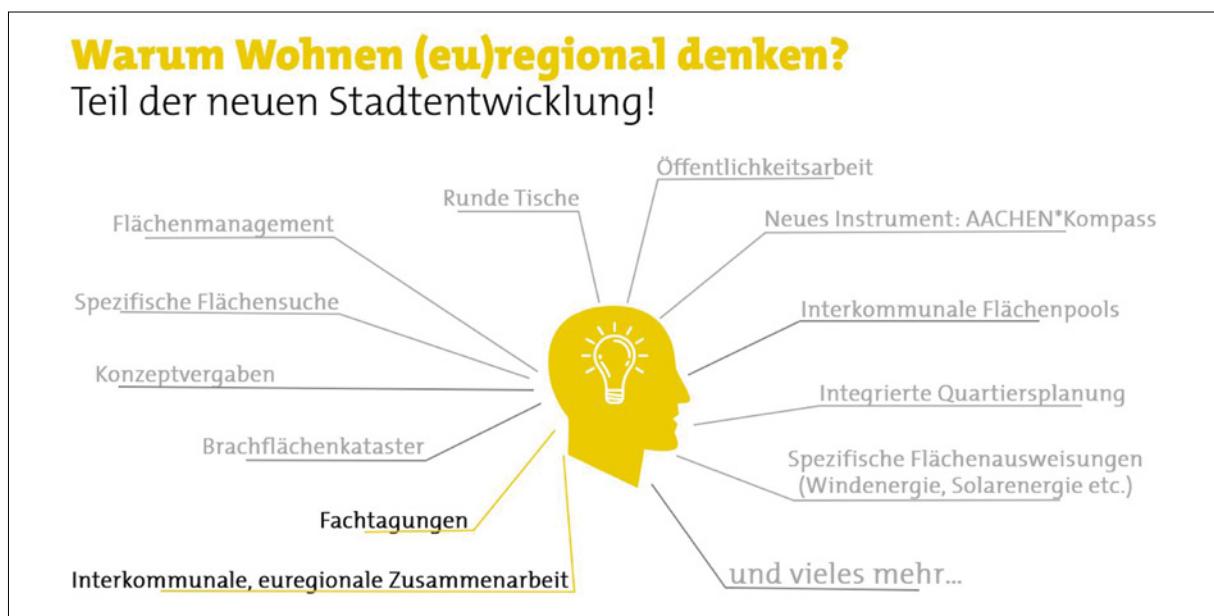 Warum Wohnen (eu)regional denken?
Teil der neuen Stadtentwicklung!
Öffentlichkeitsarbeit
Runde Tische
Neues Instrument: AACHEN*Kompass
Flächenmanagement
Spezifische Flächensuche
Interkommunale Flächenpools
Konzeptvergaben
Integrierte Quartiersplanung
Brachflächenkataster
Spezifische Flächenausweisungen
(Windenergie, Solarenergie etc.)
Fachtagungen
Interkommunale, euregionale Zusammenarbeit
und vieles mehr...